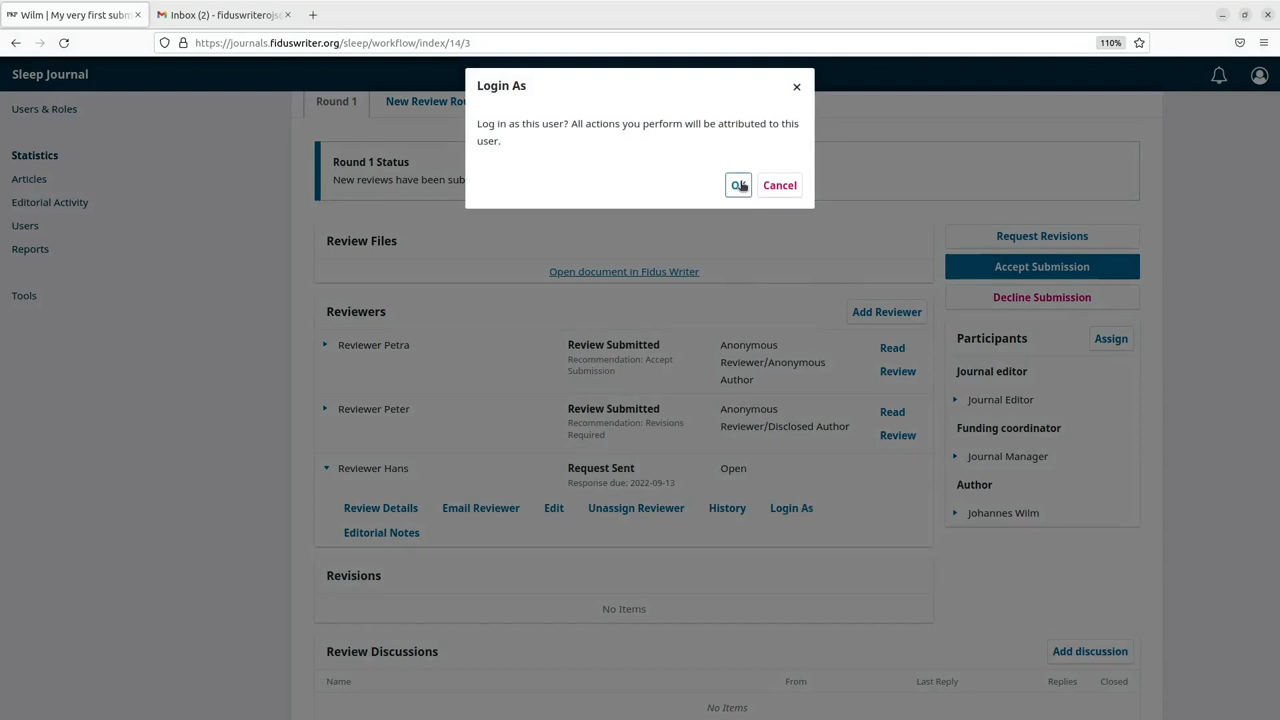 PKP Wilm | My very first subm
Inbox (2) - fiduswriterojs
https://journals.fiduswriter.org/sleep/workflow/index/14/3
110%
Sleep Journal
Users & Roles
Statistics
Articles
Editorial Activity
Users
Reports
Tools
Login As
Log in as this user? All actions you perform will be attributed to this
user.
Cancel
Round 1
New Review Rou
Round 1 Status
New reviews have been sub
Review Files
Open document in Fidus Writer
Reviewers
Add Reviewer
Reviewer Petra
Review Submitted
Recommendation: Accept
Submission
Anonymous
Reviewer/Anonymous
Author
Read
Review
Reviewer Peter
Review Submitted
Recommendation: Revisions
Required
Anonymous
Reviewer/Disclosed Author
Read
Review
Reviewer Hans
Request Sent
Response due: 2022-09-13
Open
Review Details
Email Reviewer
Edit
Unassign Reviewer
History
Login As
Editorial Notes
Revisions
No Items
Review Discussions
Add discussion
Name
From
Last Reply
Replies
Closed
No Items
Request Revisions
Accept Submission
Decline Submission
Participants
Assign
Journal editor
Journal Editor
Funding coordinator
Journal Manager
Author
Johannes Wilm